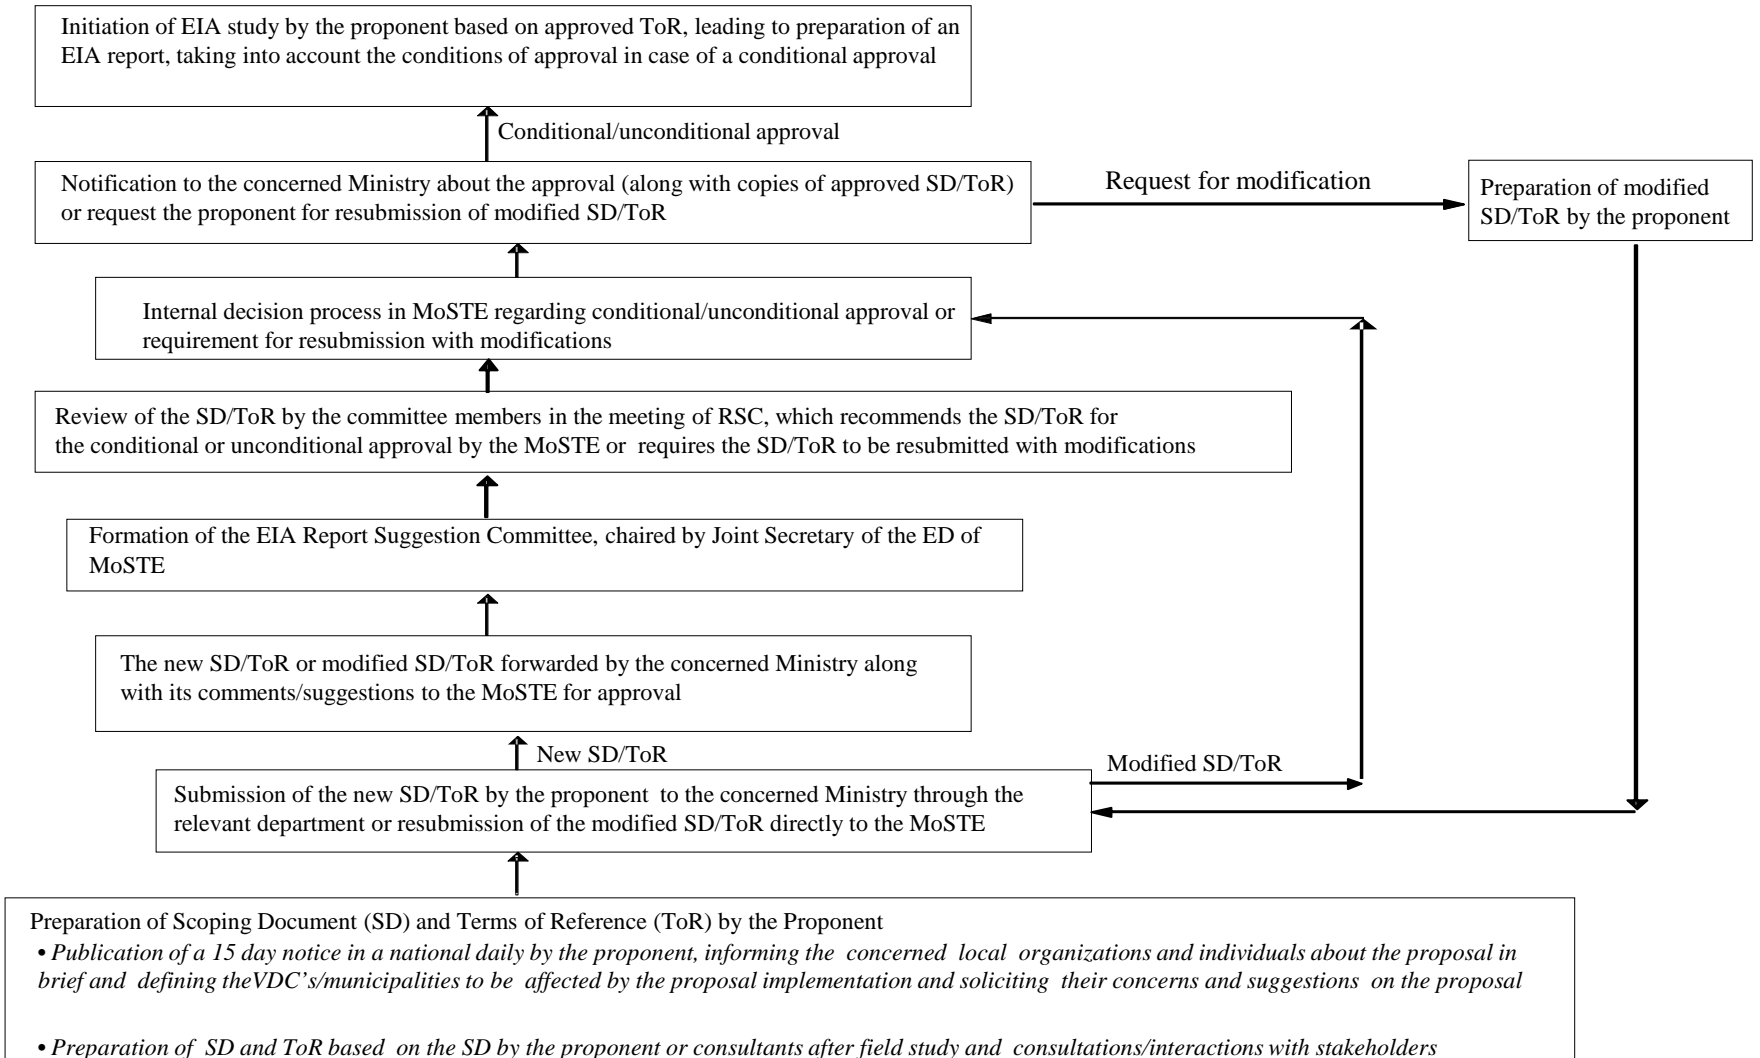 Initiation of EIA study by the proponent based on approved ToR, leading to preparation of an
EIA report, taking into account the conditions of approval in case of a conditional approval
Conditional/unconditional approval
Notification to the concerned Ministry about the approval (along with copies of approved SD/ToR)
or request the proponent for resubmission of modified SD/ToR
Request for modification
Preparation of modified
SD/ToR by the proponent
Internal decision process in MoSTE regarding conditional/unconditional approval or
requirement for resubmission with modifications
Review of the SD/ToR by the committee members in the meeting of RSC, which recommends the SD/ToR for
the conditional or unconditional approval by the MoSTE or requires the SD/ToR to be resubmitted with modifications
Formation of the EIA Report Suggestion Committee, chaired by Joint Secretary of the ED of
MoSTE
The new SD/ToR or modified SD/ToR forwarded by the concerned Ministry along
with its comments/suggestions to the MoSTE for approval
New SD/ToR
Modified SD/ToR
Submission of the new SD/ToR by the proponent to the concerned Ministry through the
relevant department or resubmission of the modified SD/ToR directly to the MoSTE
Preparation of Scoping Document (SD) and Terms of Reference (ToR) by the Proponent
• Publication of a 15 day notice in a national daily by the proponent, informing the concerned local organizations and individuals about the proposal in
brief and defining theVDC's/municipalities to be affected by the proposal implementation and soliciting their concerns and suggestions on the proposal
• Preparation of SD and ToR based on the SD by the proponent or consultants after field study and consultations/interactions with stakeholders